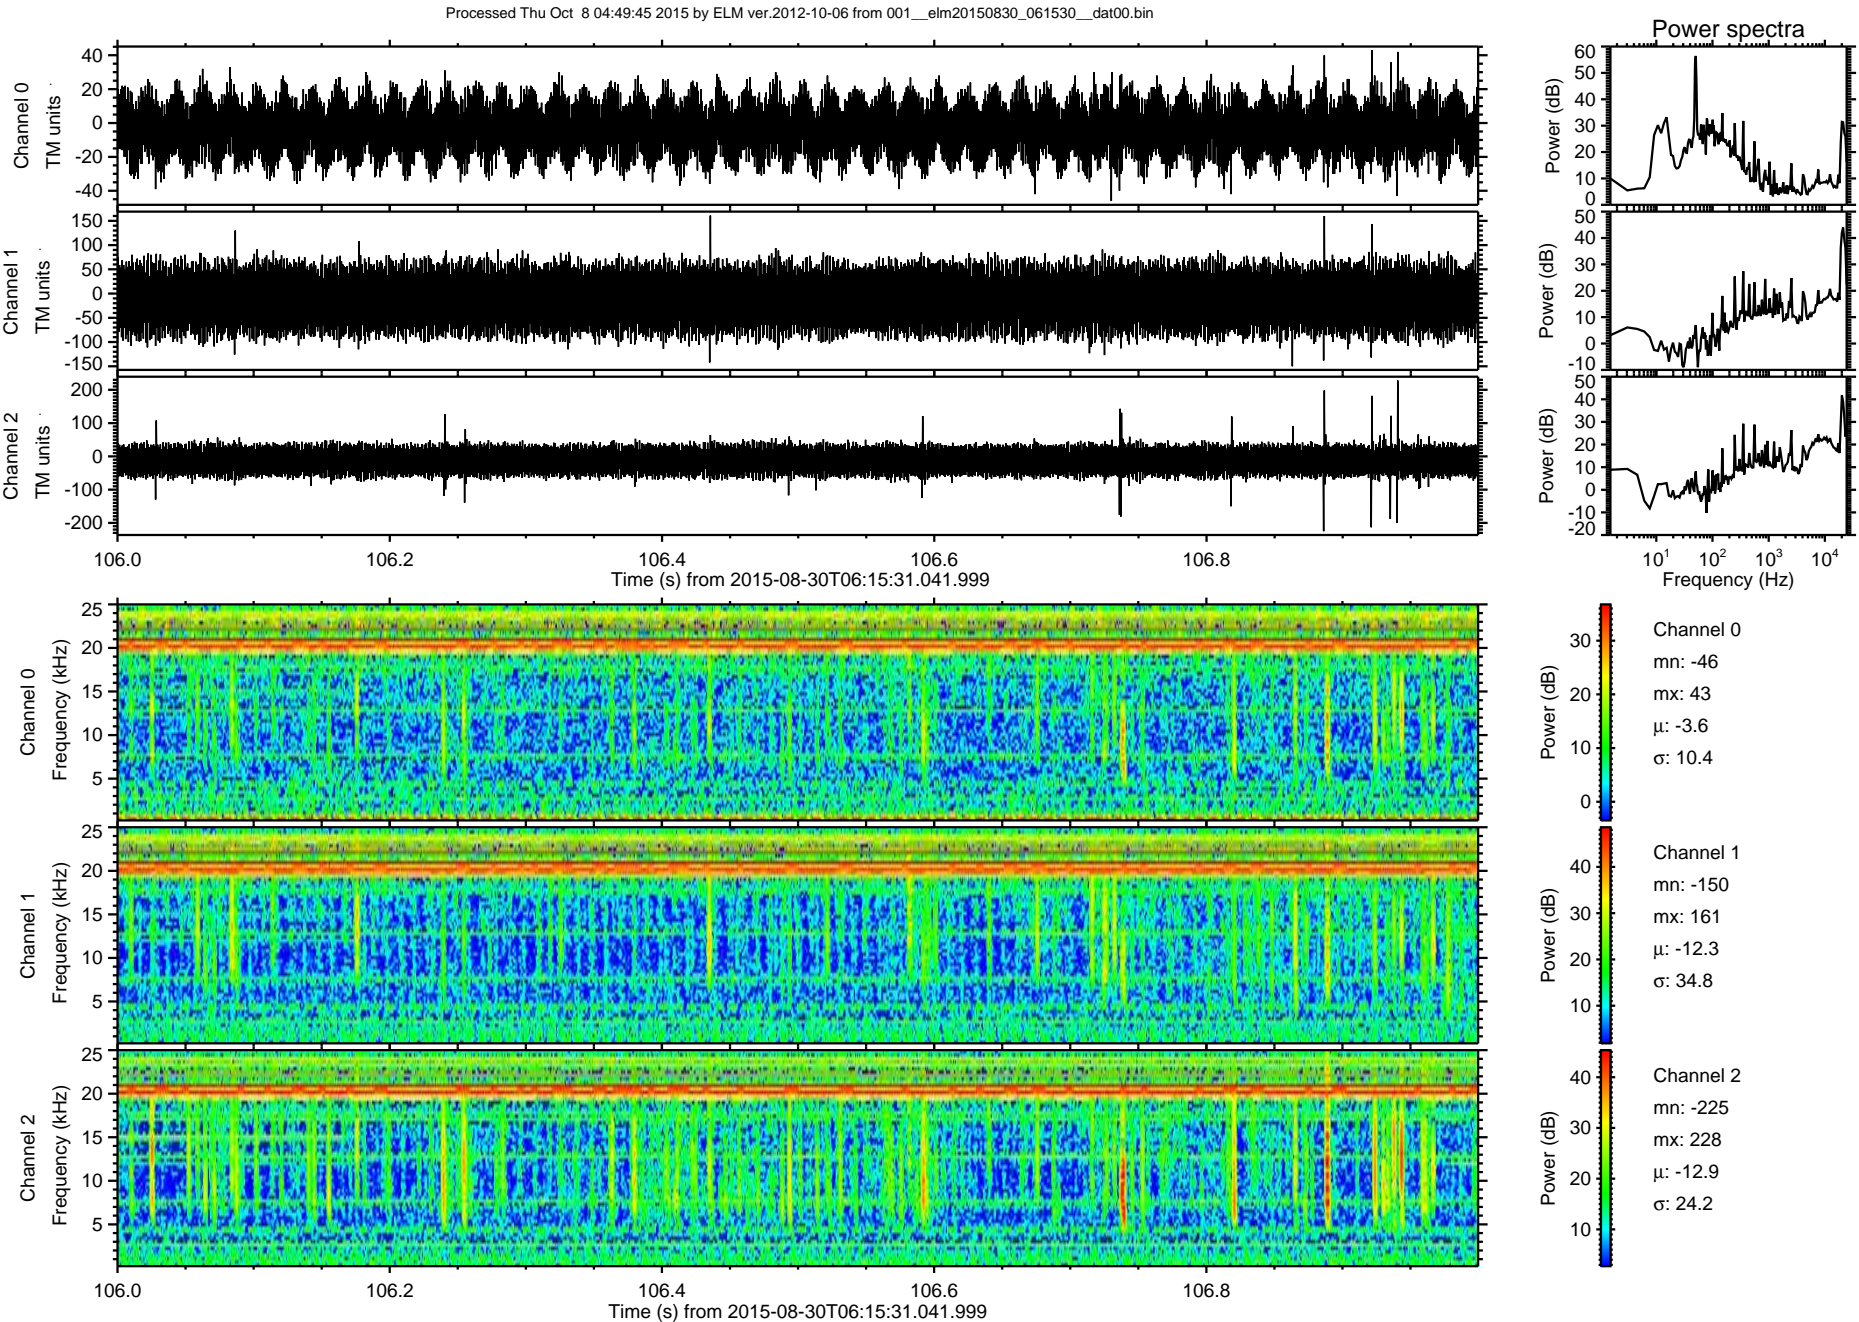 Processed Thu Oct  8 04:49:45 2015 by ELM ver.2012-10-06 from 001__elm20150830_061530__dat00.bin
Power spectra
Channel 0
TM units
40
20
0
-20
-40
Power (dB)
60
50
40
30
20
10
0
Channel 1
TM units
150
100
50
0
-50
-100
-150
Power (dB)
50
40
30
20
10
0
-10
Channel 2
TM units
200
100
0
-100
-200
Power (dB)
50
40
30
20
10
0
-10
-20
106.0 106.2 106.4 106.6 106.8
Time (s) from 2015-08-30T06:15:31.041.999
10^1 10^2 10^3 10^4
Frequency (Hz)
Channel 0
Frequency (kHz)
25
20
15
10
5
Power (dB)
30
20
10
0
Channel 0
mn: -46
mx: 43
μ: -3.6
σ: 10.4
Channel 1
Frequency (kHz)
25
20
15
10
5
Power (dB)
40
30
20
10
Channel 1
mn: -150
mx: 161
μ: -12.3
σ: 34.8
Channel 2
Frequency (kHz)
25
20
15
10
5
Power (dB)
40
30
20
10
Channel 2
mn: -225
mx: 228
μ: -12.9
σ: 24.2
106.0 106.2 106.4 106.6 106.8
Time (s) from 2015-08-30T06:15:31.041.999